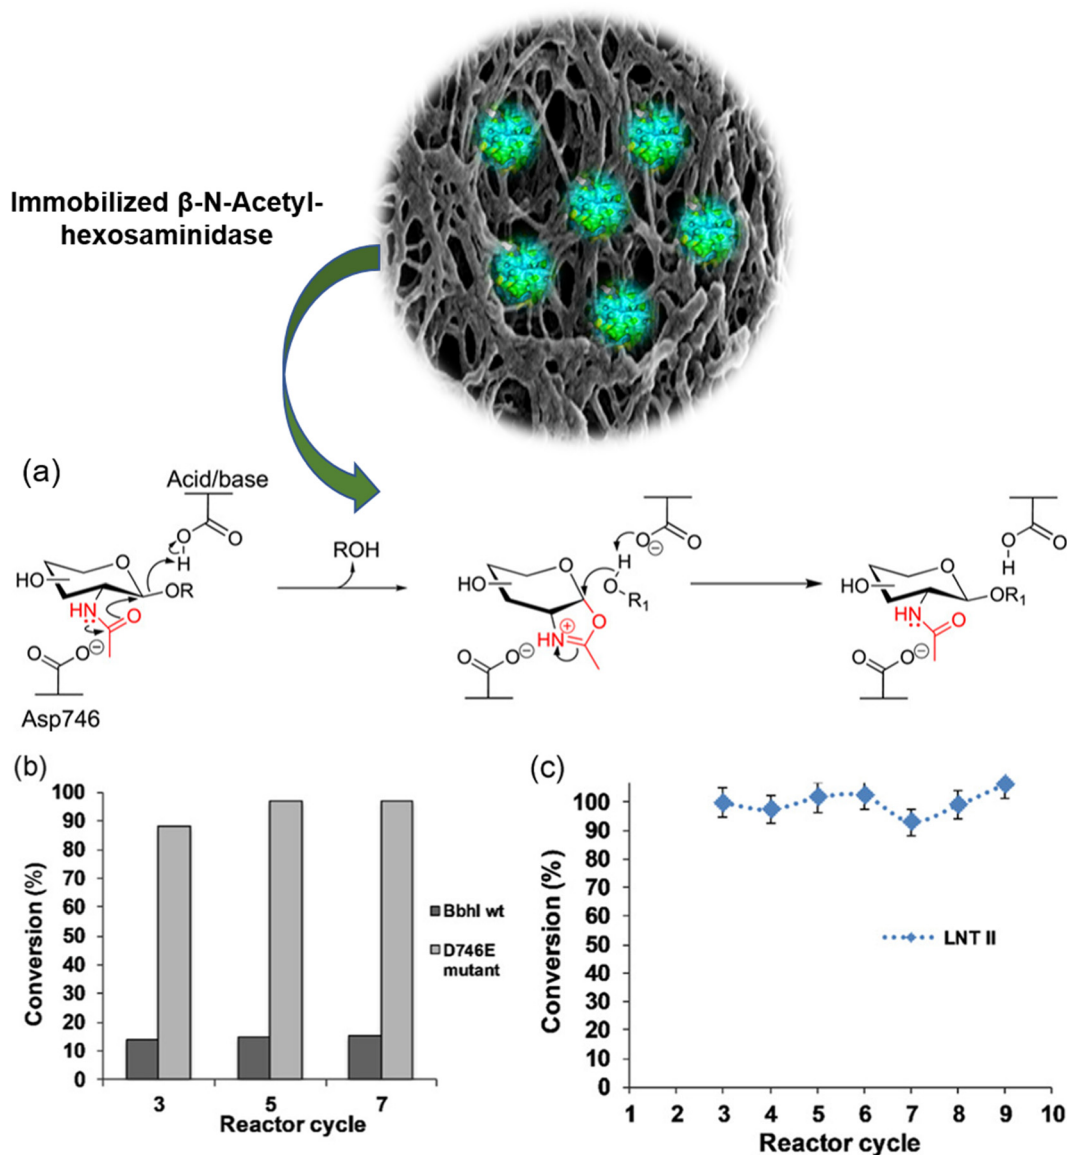 Immobilized β-N-Acetyl-
hexosaminidase
(a)
Acid/base
O
H
O
O
HO
OR
HN
O
O
O
Asp746
ROH
O
O
H
O
R1
O
HO
O
HN
O
O
O
H
O
O
HO
OR1
HN
O
O
O
(b)
Conversion (%)
100
90
80
70
60
50
40
30
20
10
0
3 5 7
Reactor cycle
BbhI wt
D746E
mutant
(c)
Conversion (%)
100
90
80
70
60
50
40
30
20
10
0
1 2 3 4 5 6 7 8 9 10
Reactor cycle
LNT II